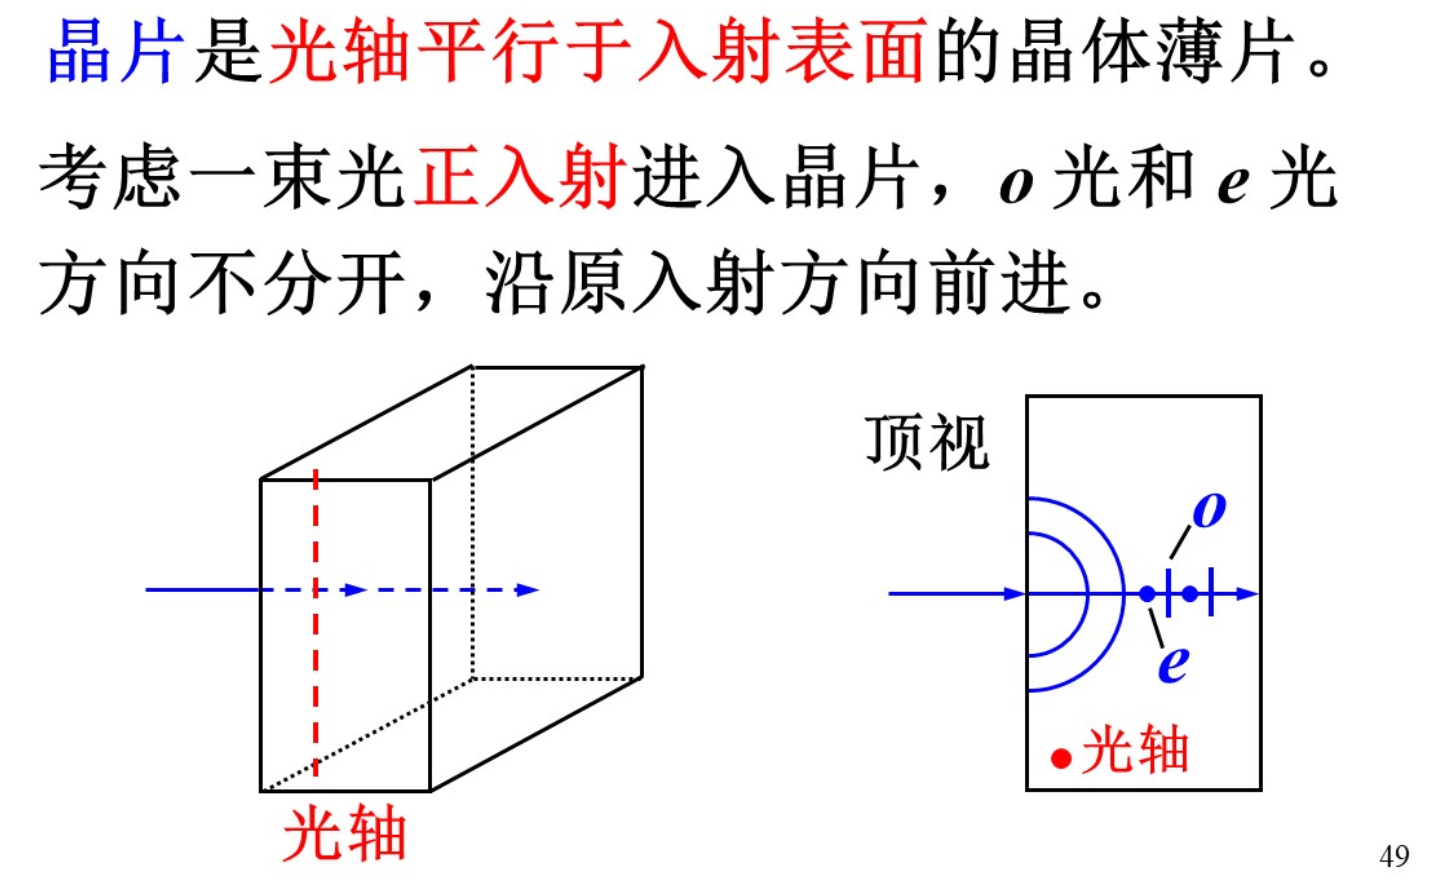 晶片是光轴平行于入射表面的晶体薄片。
考虑一束光正入射进入晶片，o 光和 e 光
方向不分开，沿原入射方向前进。
顶视
o
e
光轴
光轴
49